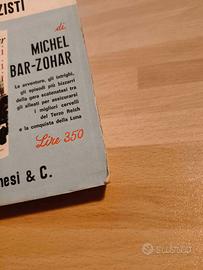 ZISTI
di
MICHEL
BAR-ZOHAR
Le avventure, gli intrighi,
gli episodi più bizzarri
della gara scatenatasi tra
gli alleati per assicurarsi
i migliori cervelli
del Terzo Reich
e la conquista della Luna
Lire 350
nesi & C.
subito